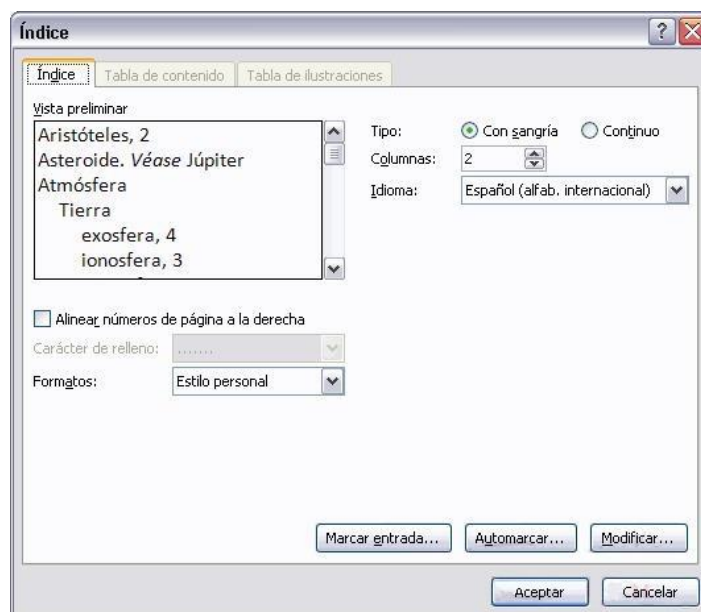 Índice
Índice Tabla de contenido Tabla de ilustraciones
Vista preliminar
Aristóteles, 2
Asteroide. Véase Júpiter
Atmósfera
Tierra
exosfera, 4
ionosfera, 3
Tipo: Con sangría Continuo
Columnas: 2
Idioma: Español (alfab. internacional)
Alinear números de página a la derecha
Carácter de relleno: .......
Formatos: Estilo personal
Marcar entrada... Automarcar... Modificar...
Aceptar Cancelar